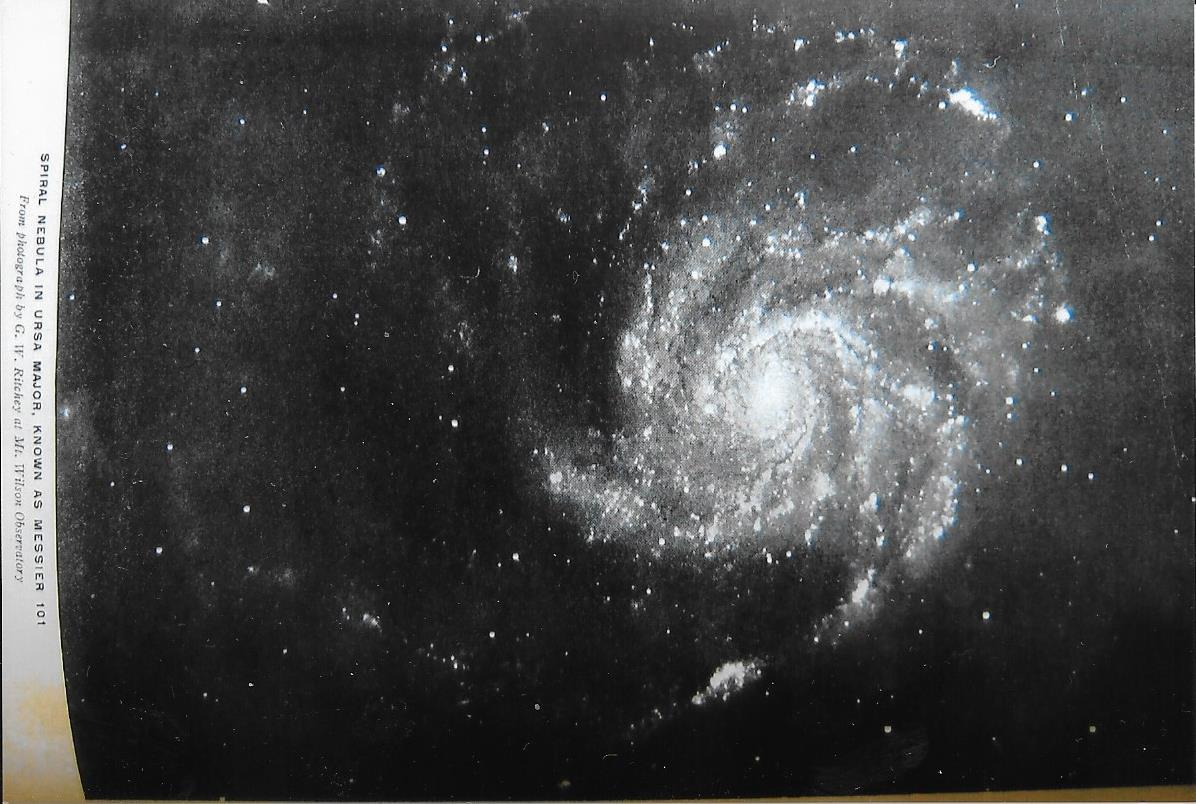 SPIRAL NEBULA IN URSA MAJOR, KNOWN AS MESSIER 101
From photograph by G. W. Ritchey at Mt. Wilson Observatory